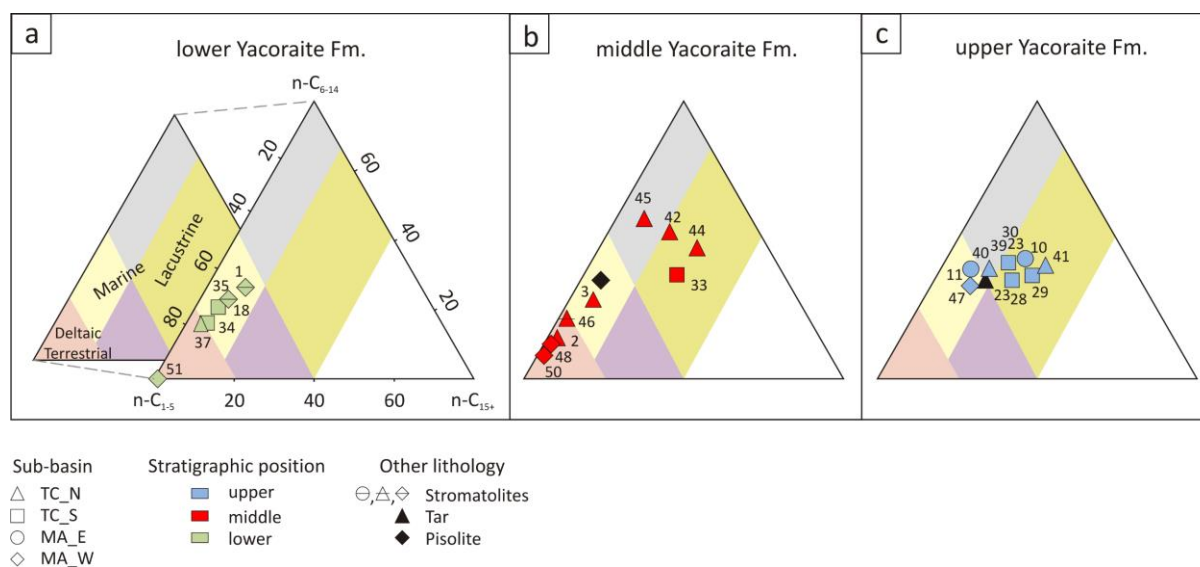 a
lower Yacoraite Fm.
n-C6-14
20
60
40
40
Lacustrine
Marine
60
1
35
18
80
34
20
Deltaic
Terrestrial
37
51
n-C1-5
20
40
60
n-C15+
b
middle Yacoraite Fm.
45
42
44
33
3
46
2
48
50
c
upper Yacoraite Fm.
30
39
23
10
40
41
11
47
23
28
29
Sub-basin
TC_N
TC_S
MA_E
MA_W
Stratigraphic position
upper
middle
lower
Other lithology
Stromatolites
Tar
Pisolite